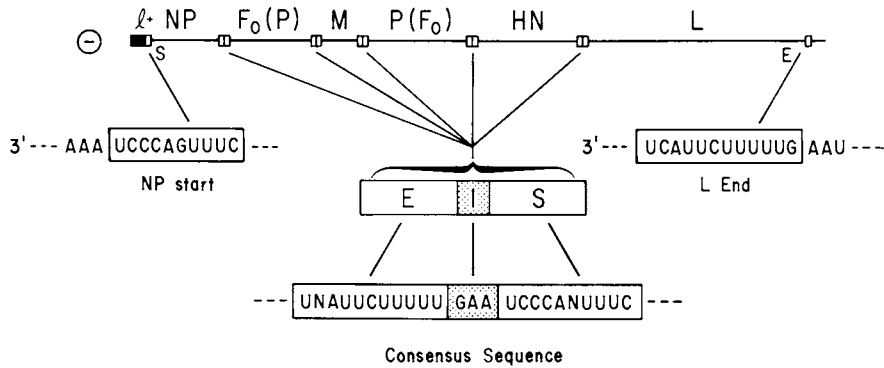 ℓ+ NP F₀(P) M P(F₀) HN L
⊖
S E
3'--- AAA UCCCAGUUUC ---
NP start
3'--- UCAUUCUUUUUG AAU ---
L End
E I S
--- UNAUUCUUUUU GAA UCCCANUUUC ---
Consensus Sequence